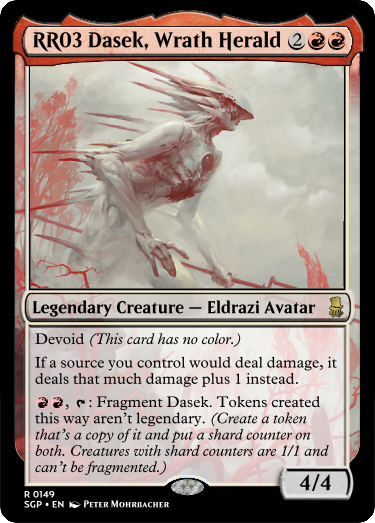 RR03 Dasek, Wrath Herald 2
Legendary Creature — Eldrazi Avatar
Devoid (This card has no color.)
If a source you control would deal damage, it
deals that much damage plus 1 instead.
, : Fragment Dasek. Tokens created
this way aren't legendary. (Create a token
that's a copy of it and put a shard counter on
both. Creatures with shard counters are 1/1 and
can't be fragmented.)
R 0149
SGP • EN Peter Mohrbacher
4/4